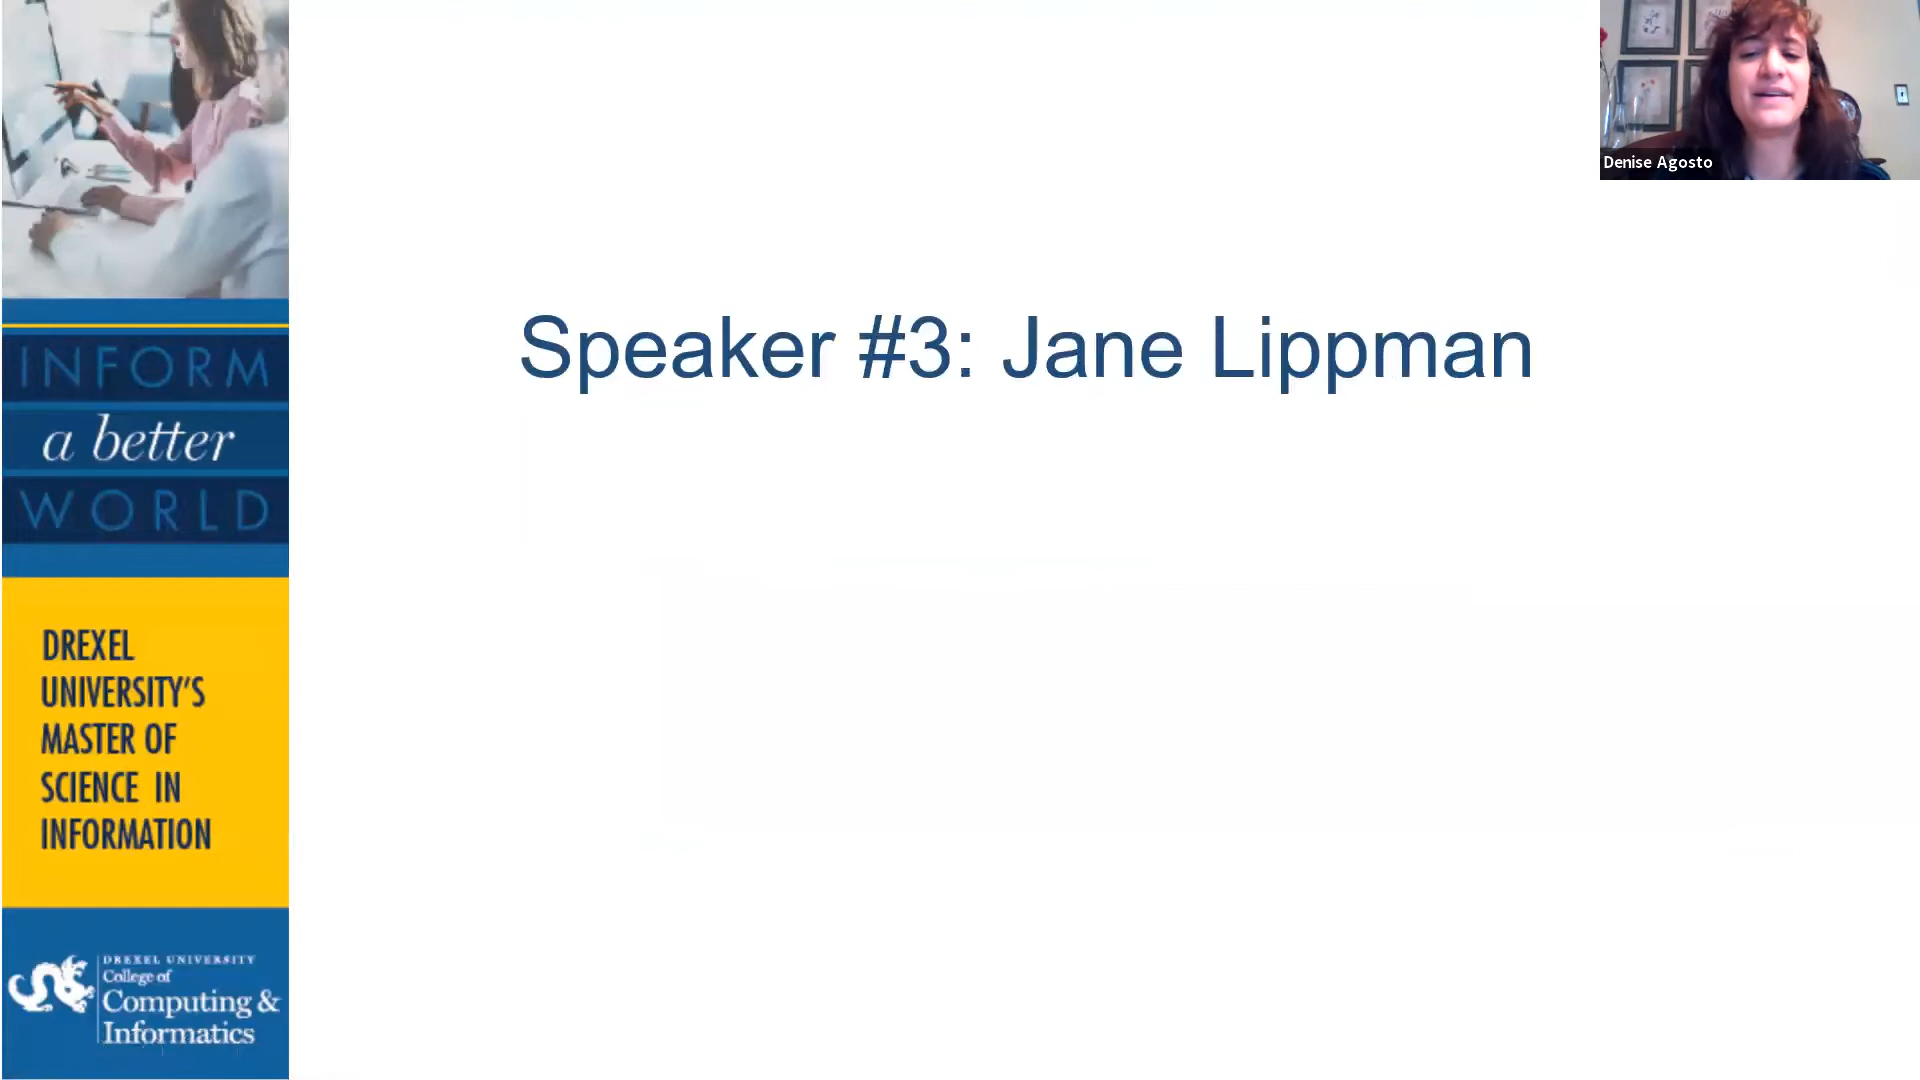 Denise Agosto
Speaker #3: Jane Lippman
INFORM
a better
WORLD
DREXEL
UNIVERSITY'S
MASTER OF
SCIENCE IN
INFORMATION
DREXEL UNIVERSITY
College of
Computing &
Informatics